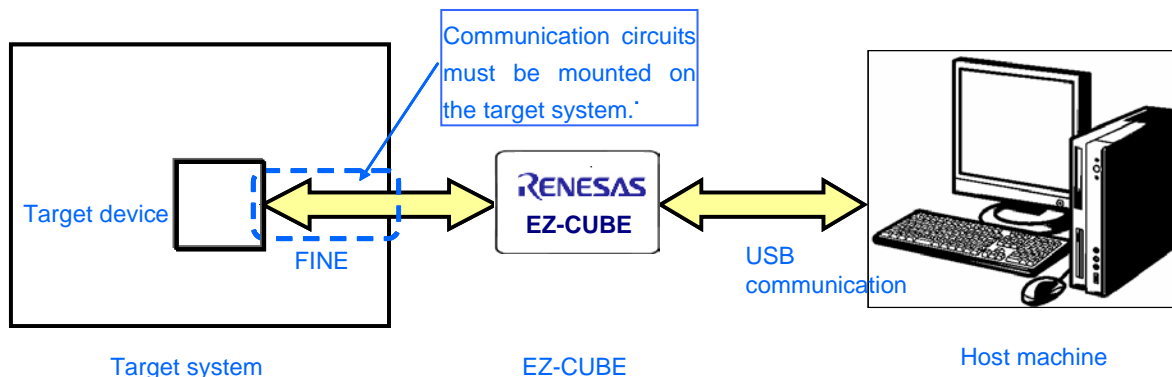 Communication circuits
must be mounted on
the target system.
Target device
FINE
RENESAS
EZ-CUBE
USB
communication
Target system
EZ-CUBE
Host machine